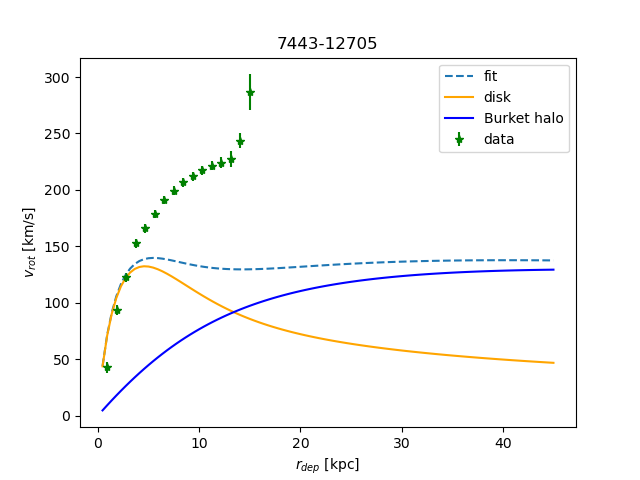 7443-12705
300
250
200
150
100
50
0
v_rot [km/s]
fit
disk
Burket halo
data
0 10 20 30 40
r_dep [kpc]